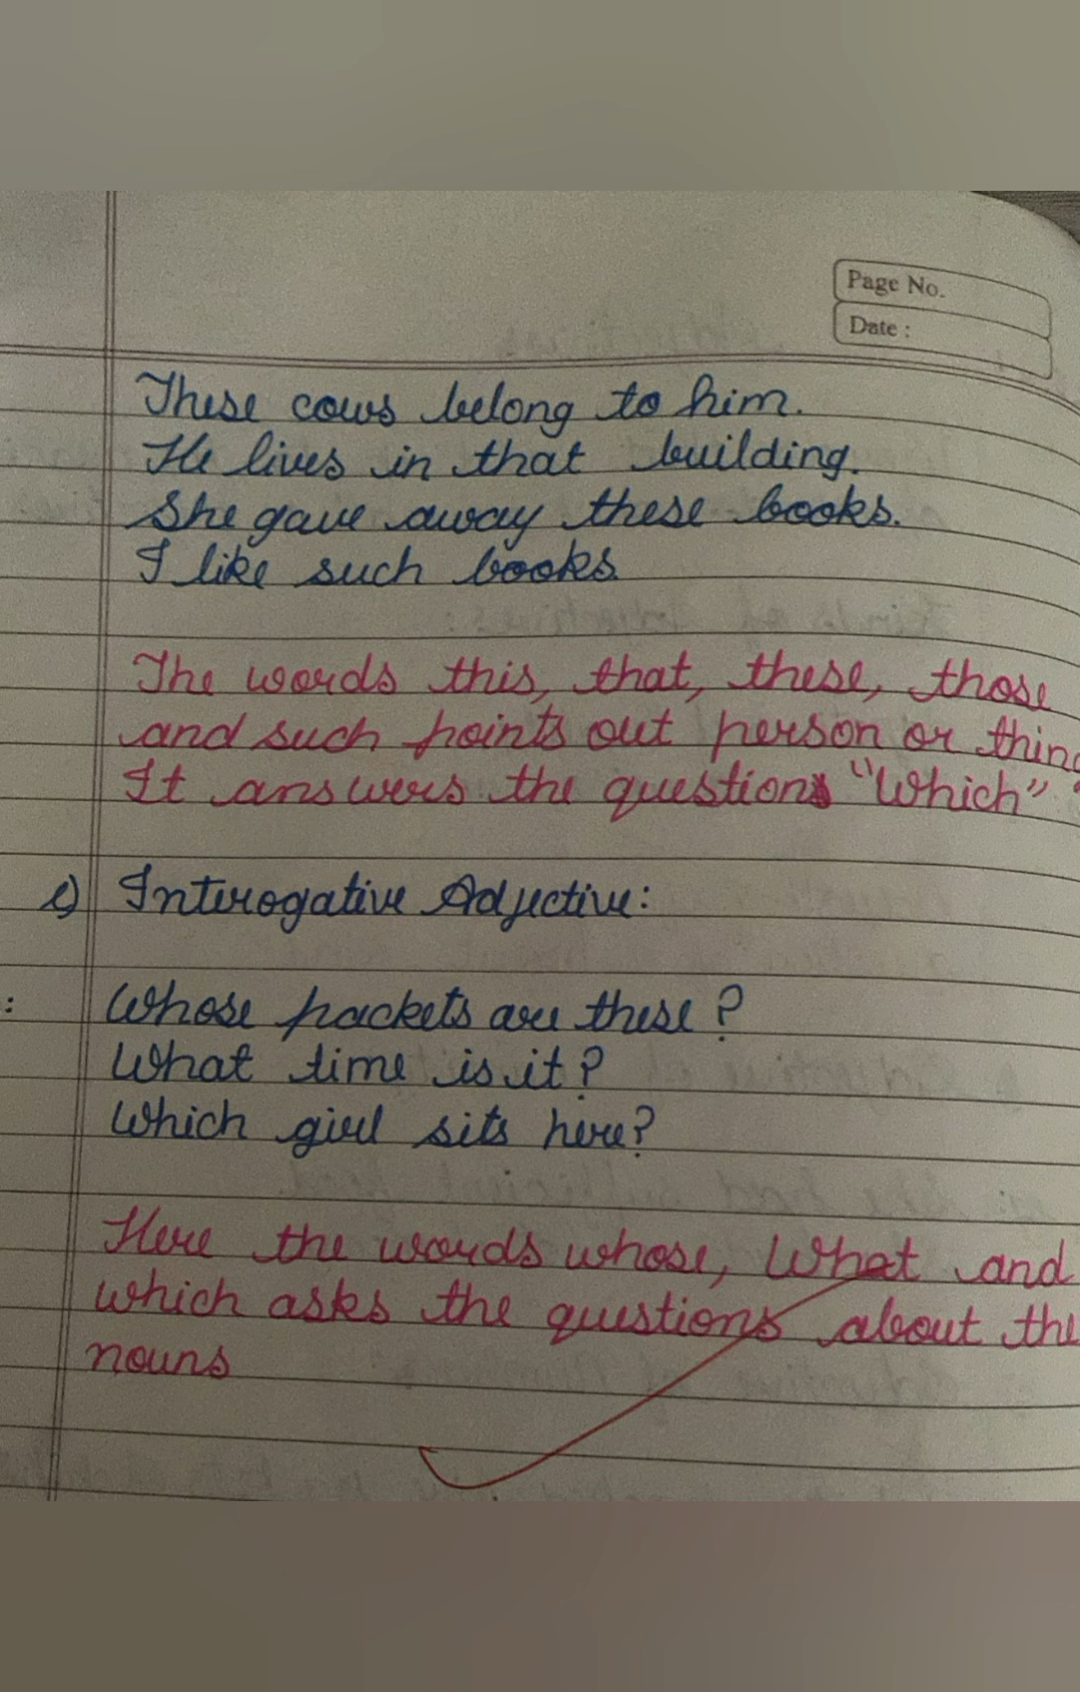 Page No.
Date :
These cows belong to him.
He lives in that building.
She gave away these books.
I like such books.
The words this, that, these, those
and such points out person or thing
It answers the questions "Which"
e) Interogative Adjective:
: Whose packets are these?
What time is it?
Which girl sits here?
Here the words whose, What and
which asks the questions about the
nouns